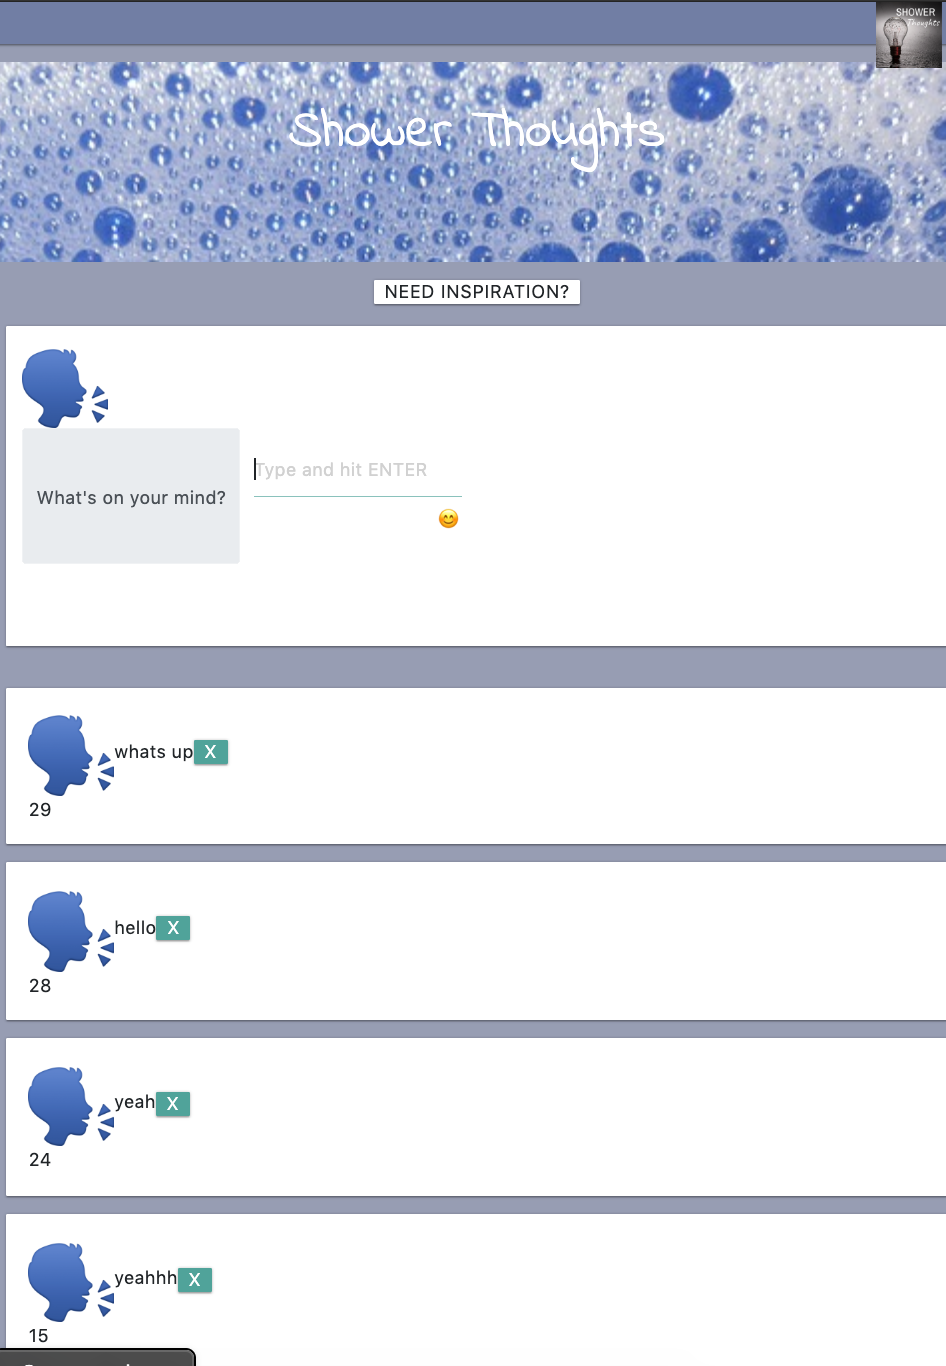 SHOWER
Thoughts
Shower Thoughts
NEED INSPIRATION?
What's on your mind?
Type and hit ENTER
whats up X
29
hello X
28
yeah X
24
yeahhh X
15